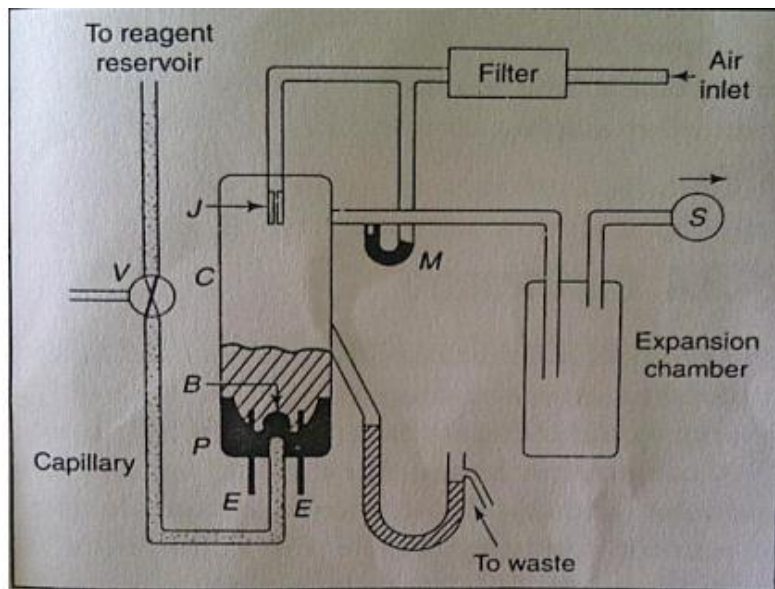 To reagent
reservoir
Filter
Air
inlet
J
S
V
C
M
B
Expansion
chamber
P
Capillary
E
E
To waste